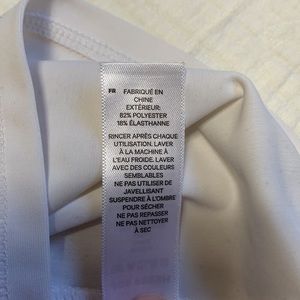 FR
FABRIQUÉ EN
CHINE
EXTÉRIEUR:
82% POLYESTER
18% ÉLASTHANNE
RINCER APRÈS CHAQUE
UTILISATION. LAVER
À LA MACHINE À
L'EAU FROIDE. LAVER
AVEC DES COULEURS
SEMBLABLES
NE PAS UTILISER DE
JAVELLISANT
SUSPENDRE À L'OMBRE
POUR SÉCHER
NE PAS REPASSER
NE PAS NETTOYER
À SEC